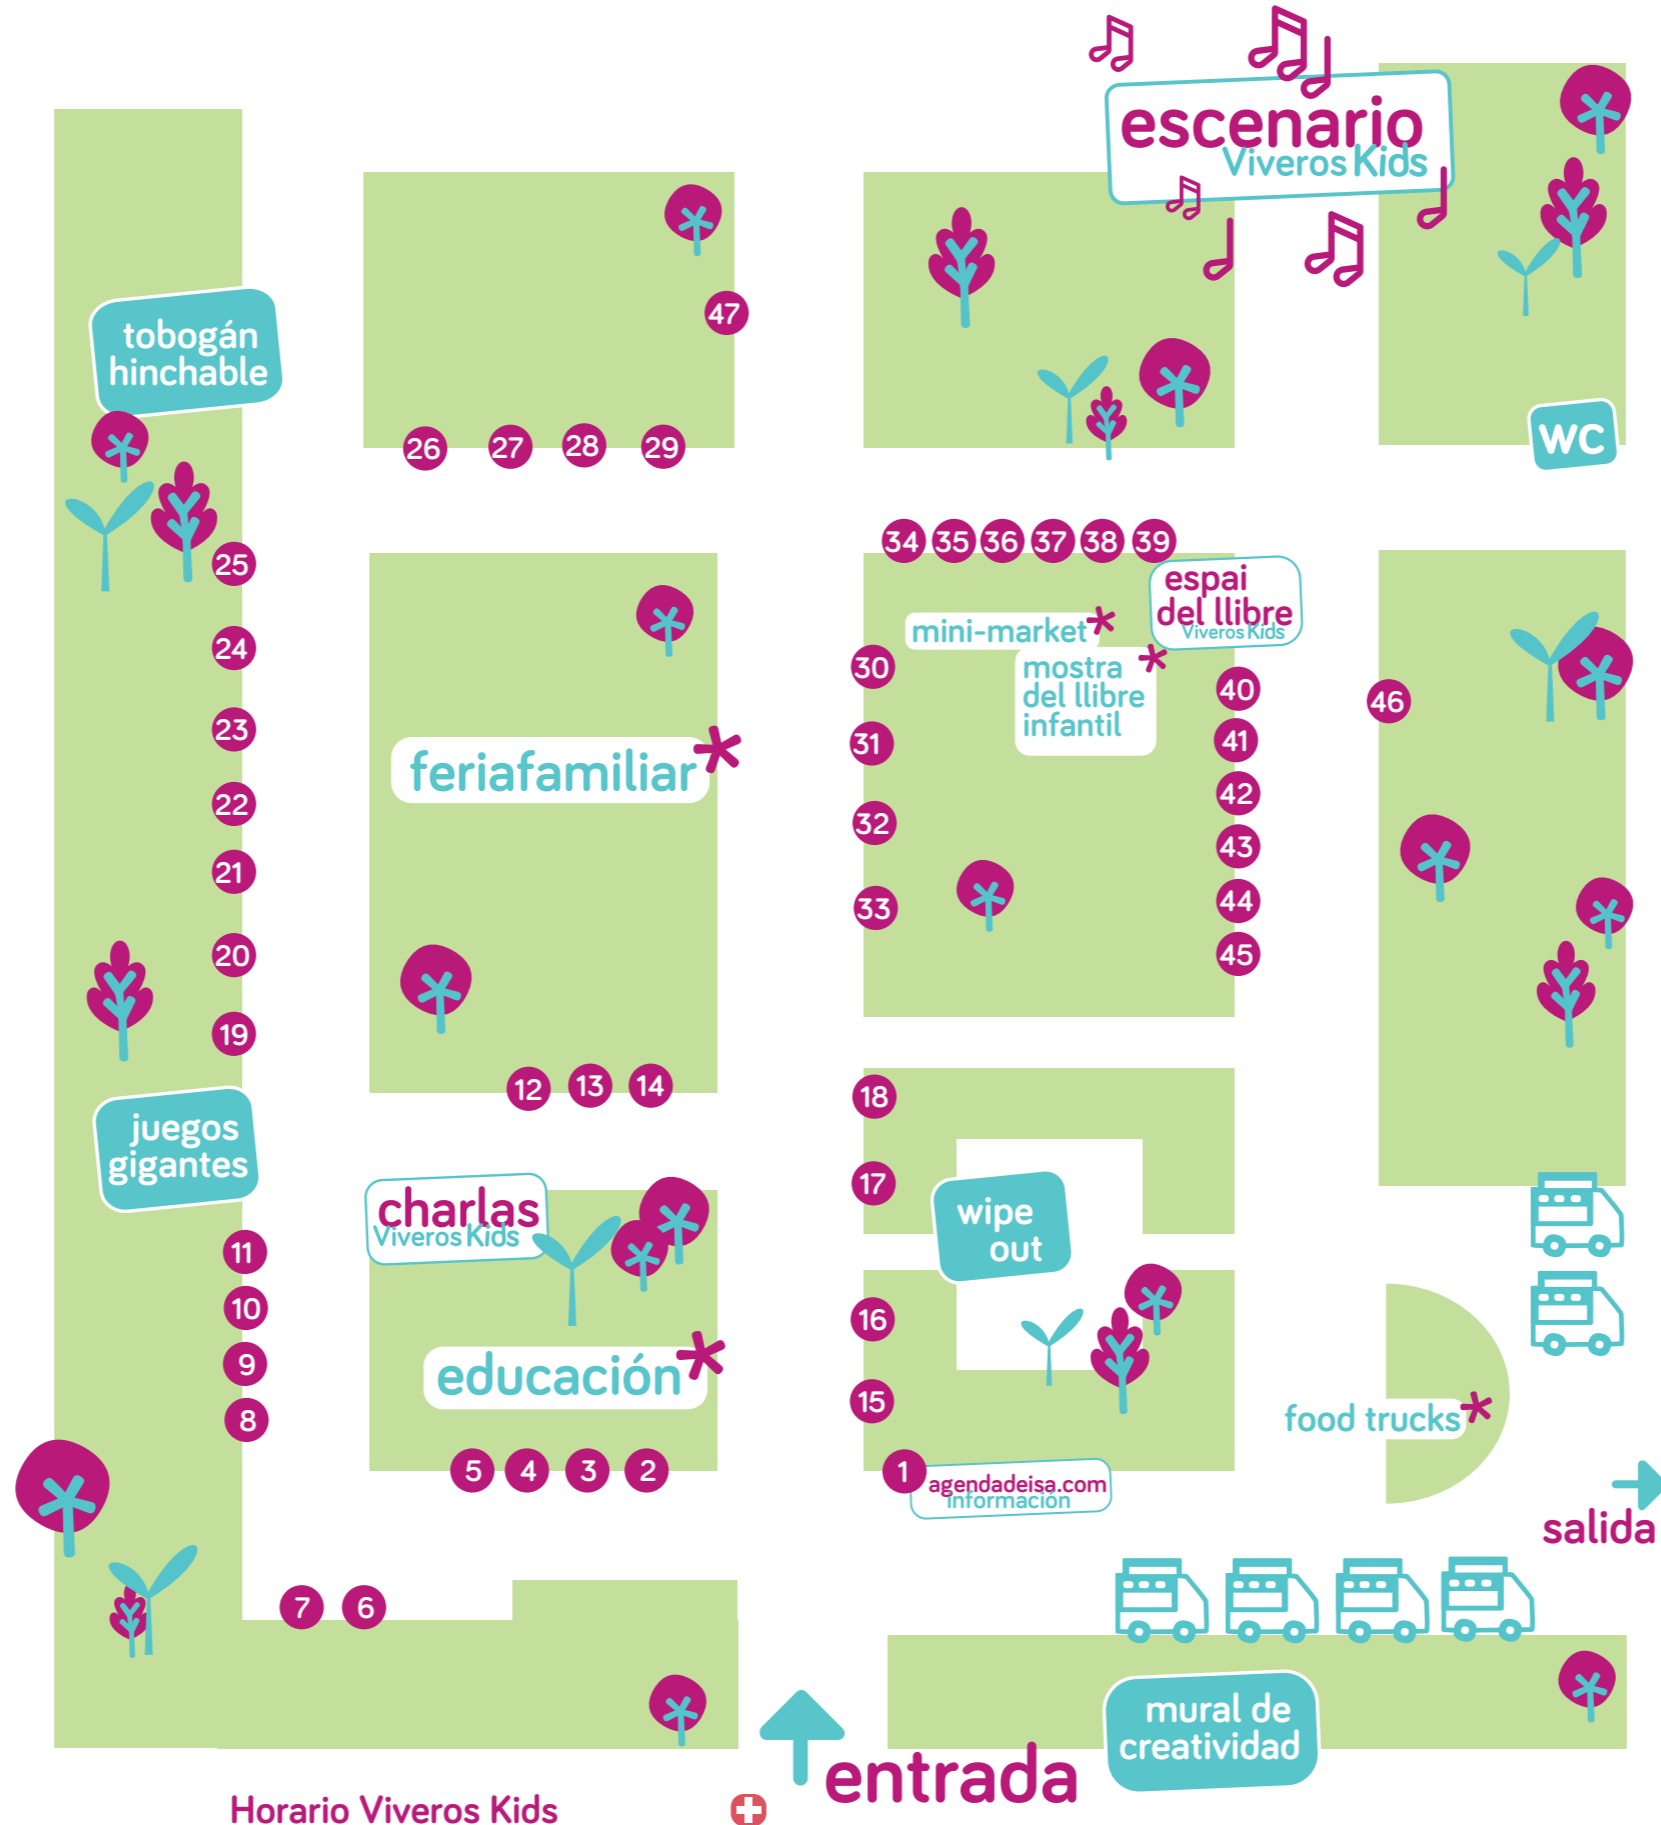 escenario
Viveros Kids
tobogán
hinchable
47
26 27 28 29
WC
34 35 36 37 38 39
25
espai
del llibre
Viveros Kids
mini-market*
24
30
mostra*
del llibre
infantil
40
46
23
31
41
feriafamiliar*
22
32
42
21
43
33
44
20
45
19
12 13 14
18
juegos
gigantes
17
charlas
Viveros Kids
wipe
out
11
10
16
9
educación*
15
8
food trucks*
5 4 3 2
1
agendadeisa.com
información
salida
7 6
mural de
creatividad
entrada
Horario Viveros Kids